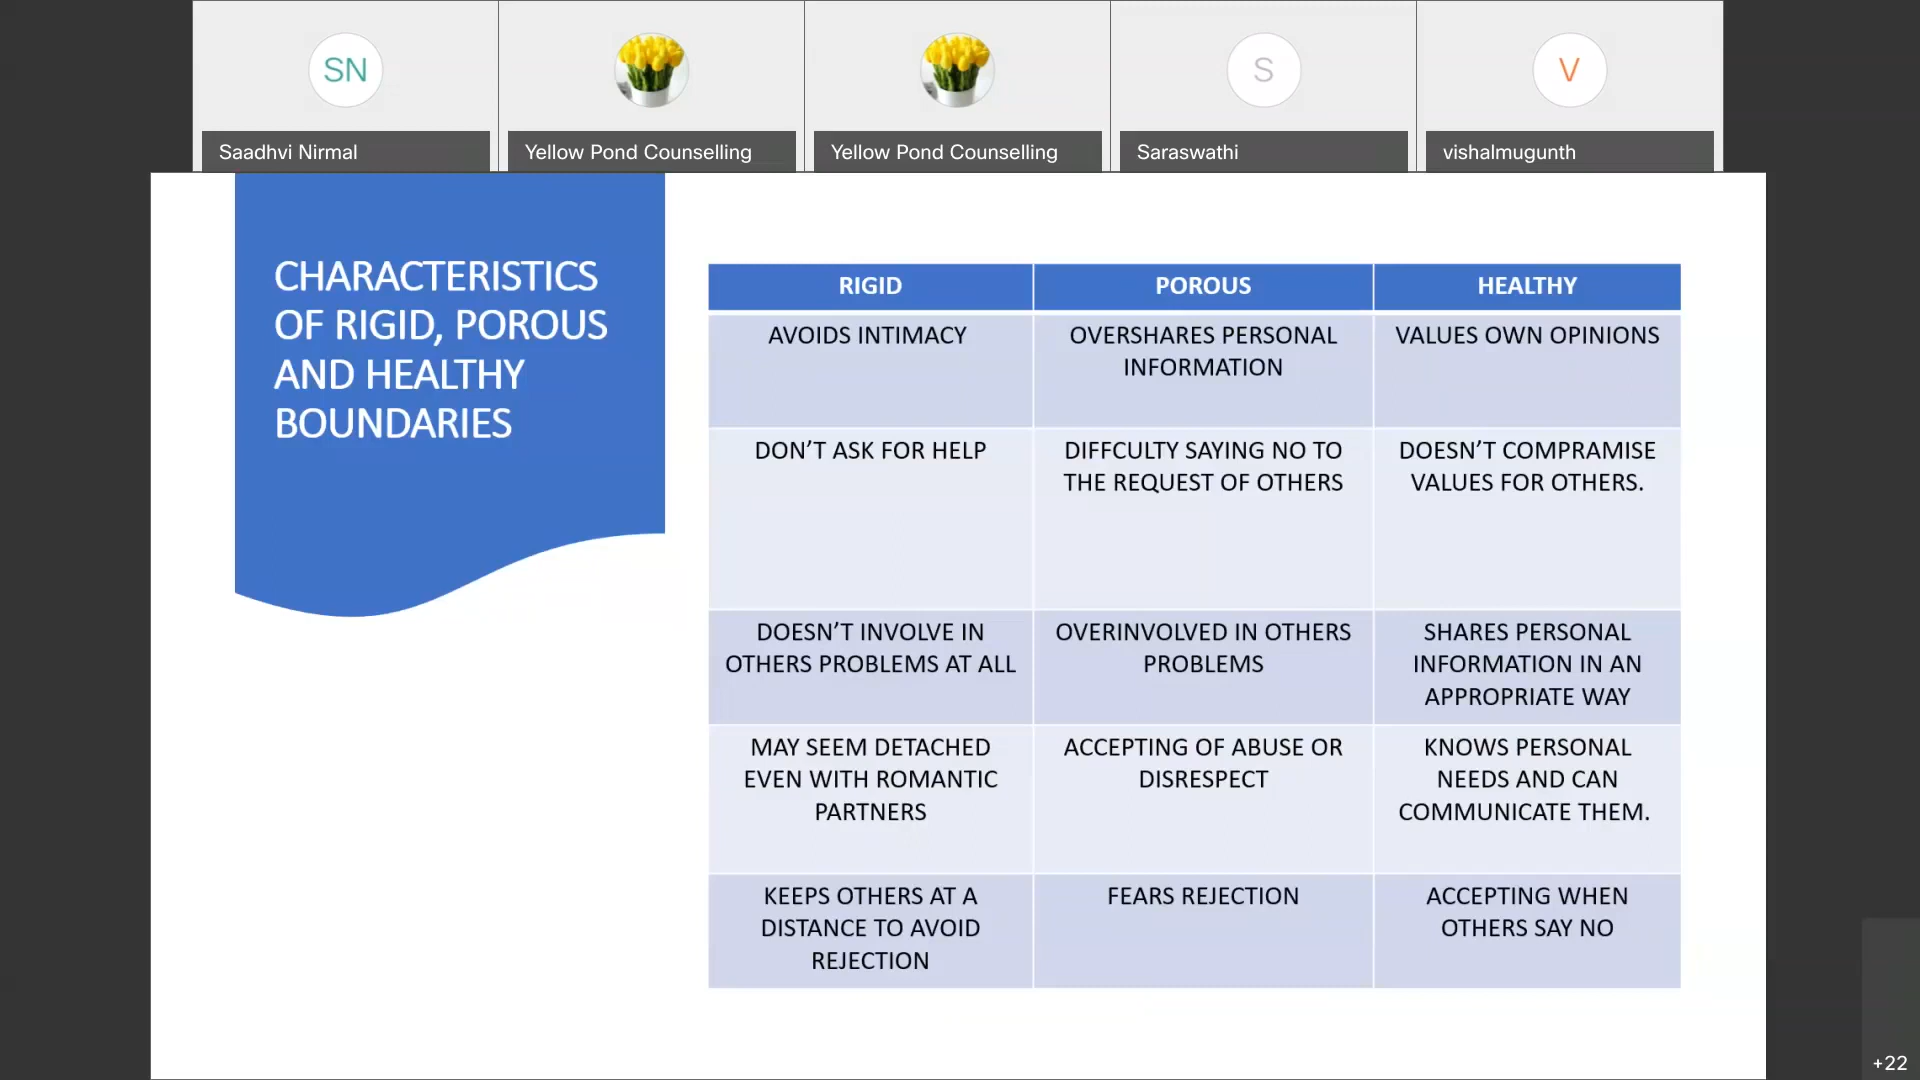 SN
S
V
Saadhvi Nirmal
Yellow Pond Counselling
Yellow Pond Counselling
Saraswathi
vishalmugunth
CHARACTERISTICS
OF RIGID, POROUS
AND HEALTHY
BOUNDARIES
RIGID
POROUS
HEALTHY
AVOIDS INTIMACY
OVERSHARES PERSONAL
INFORMATION
VALUES OWN OPINIONS
DON’T ASK FOR HELP
DIFFCULTY SAYING NO TO
THE REQUEST OF OTHERS
DOESN’T COMPRAMISE
VALUES FOR OTHERS.
DOESN’T INVOLVE IN
OTHERS PROBLEMS AT ALL
OVERINVOLVED IN OTHERS
PROBLEMS
SHARES PERSONAL
INFORMATION IN AN
APPROPRIATE WAY
MAY SEEM DETACHED
EVEN WITH ROMANTIC
PARTNERS
ACCEPTING OF ABUSE OR
DISRESPECT
KNOWS PERSONAL
NEEDS AND CAN
COMMUNICATE THEM.
KEEPS OTHERS AT A
DISTANCE TO AVOID
REJECTION
FEARS REJECTION
ACCEPTING WHEN
OTHERS SAY NO
+22